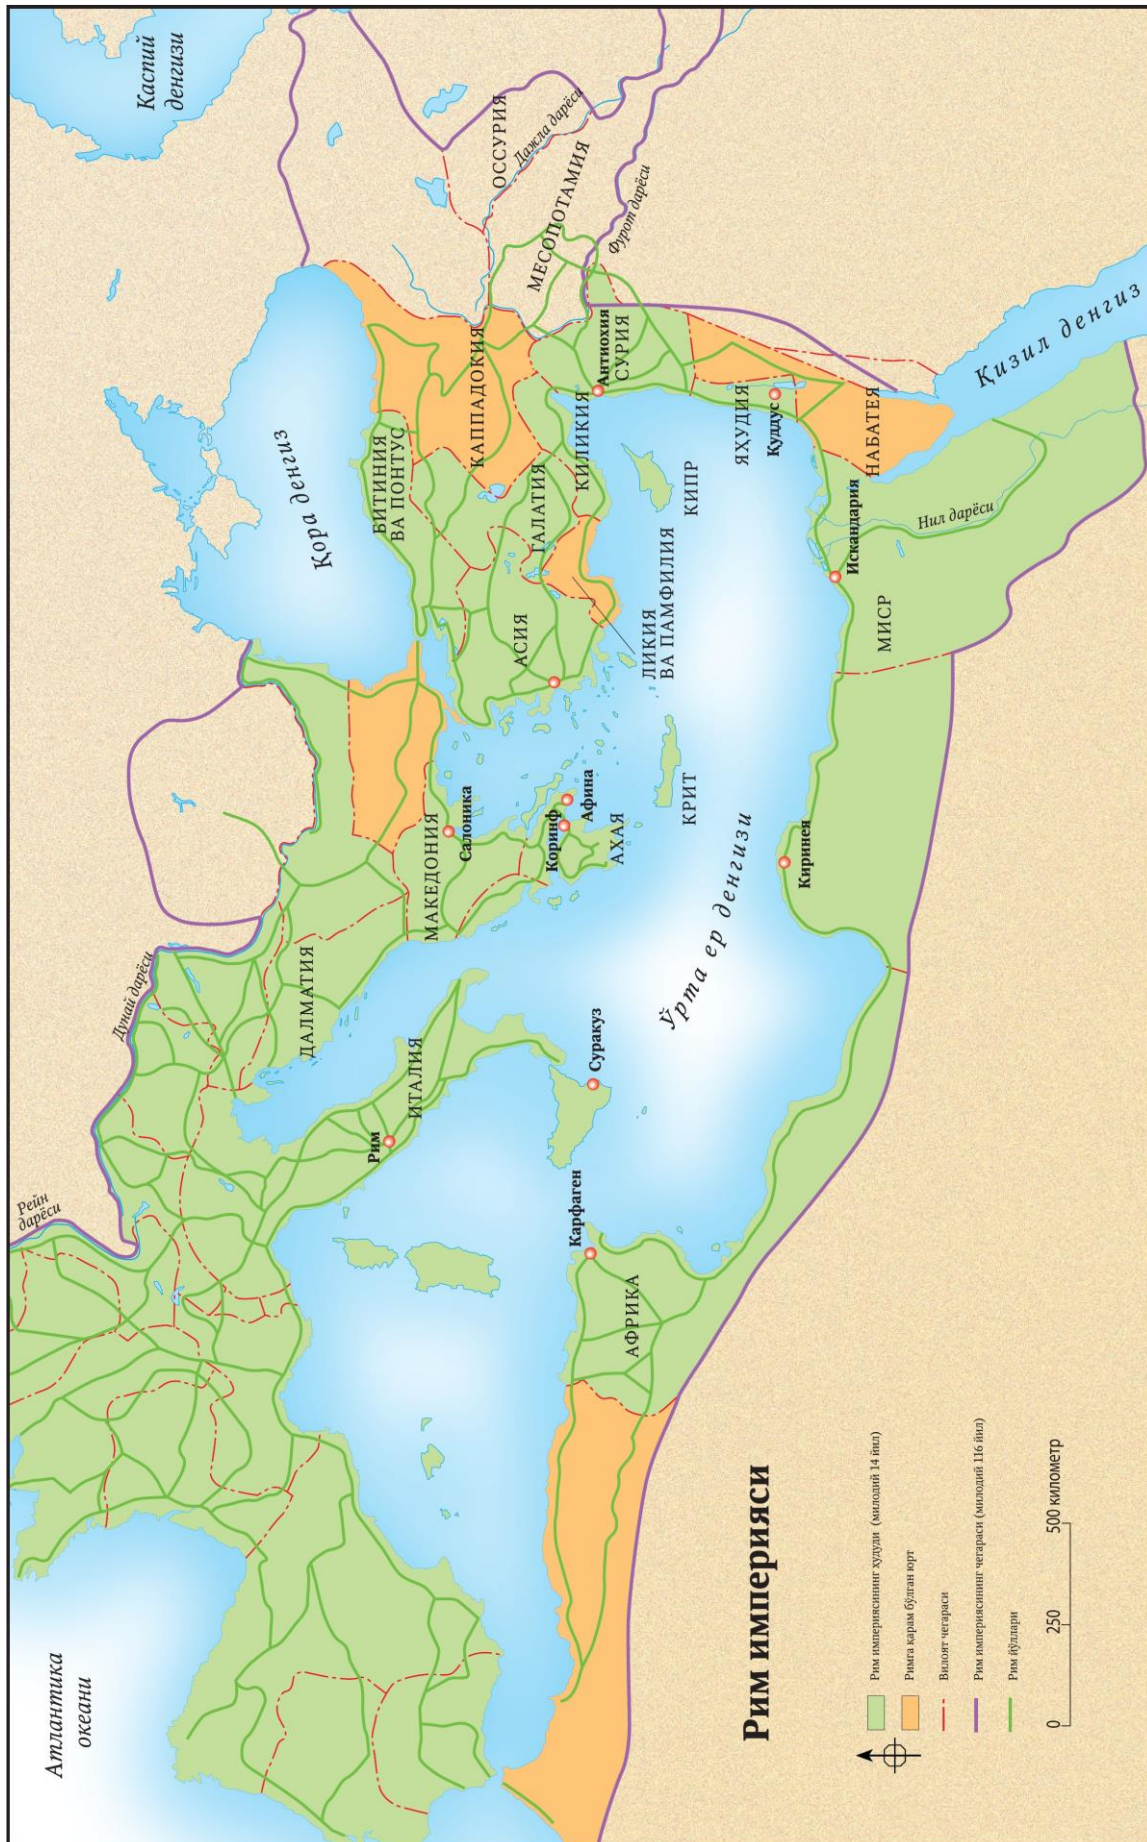 Атлантика
океани
Рейн
дарёси
Дунай дарёси
Каспий
денгизи
Қора денгиз
ДАЛМАТИЯ
ИТАЛИЯ
Рим
МАКЕДОНИЯ
Салоника
Коринф
Афина
АХАЯ
КРИТ
Суракуз
Ўрта ер денгизи
Карфаген
АФРИКА
Киринея
БИТИНИЯ
ВА ПОНТУС
КАППАДОКИЯ
ГАЛАТИЯ
АСИЯ
КИЛИКИЯ
ЛИКИЯ
ВА ПАМФИЛИЯ
КИПР
ОССУРИЯ
Дажла дарёси
МЕСОПОТАМИЯ
Фурот дарёси
Антиохия
СУРИЯ
ЯҲУДИЯ
Қуддус
НАБАТЕЯ
Искандария
Нил дарёси
МИСР
Қизил денгиз
Рим империяси
Рим империясининг ҳудуди (милодий 14 йил)
Римга қарам бўлган юрт
Вилоят чегараси
Рим империясининг чегараси (милодий 116 йил)
Рим йўллари
0 250 500 километр